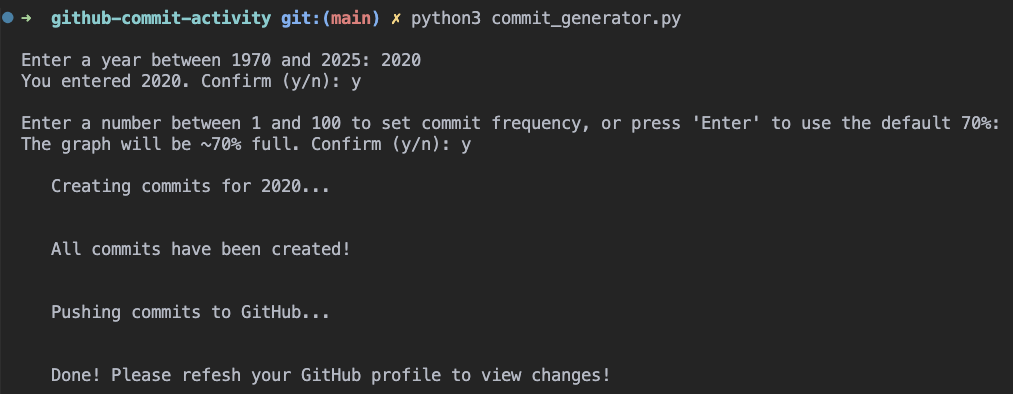 ➜ github-commit-activity git:(main) ✗ python3 commit_generator.py
Enter a year between 1970 and 2025: 2020
You entered 2020. Confirm (y/n): y
Enter a number between 1 and 100 to set commit frequency, or press 'Enter' to use the default 70%:
The graph will be ~70% full. Confirm (y/n): y
Creating commits for 2020...
All commits have been created!
Pushing commits to GitHub...
Done! Please refesh your GitHub profile to view changes!